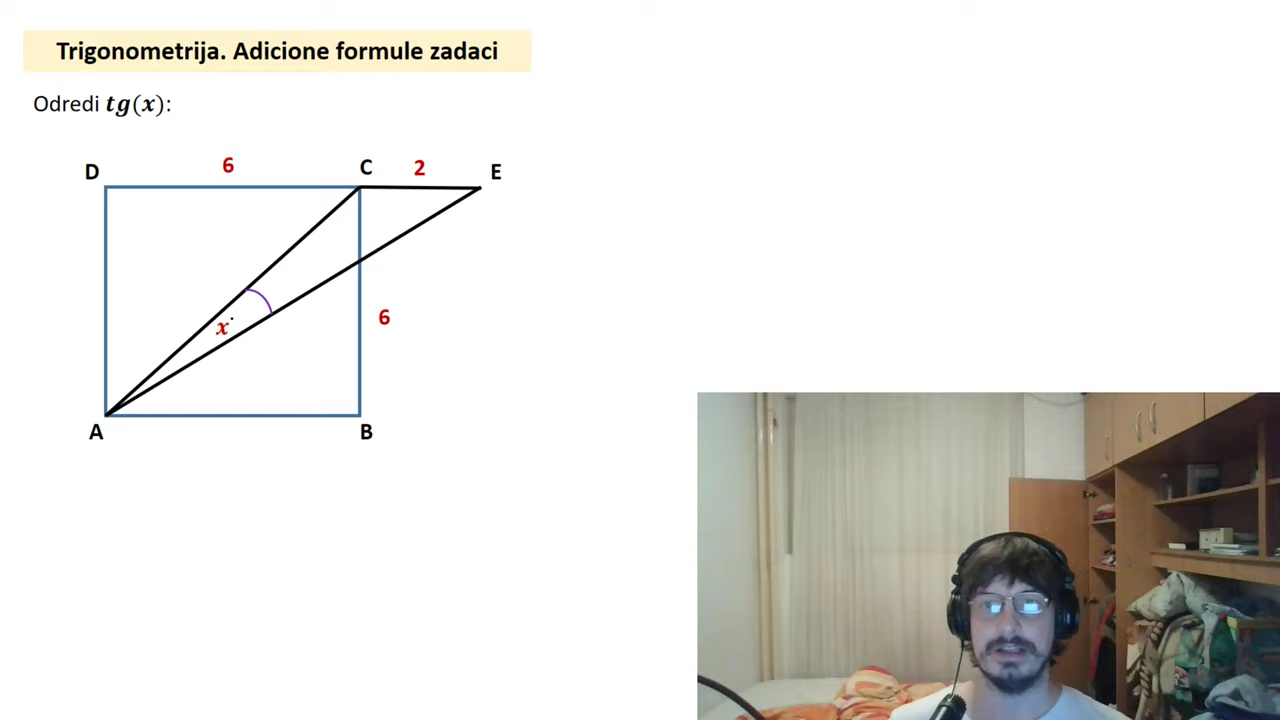 Trigonometrija. Adicione formule zadaci
Odredi tg(x):
D 6 C 2 E
x
6
A B